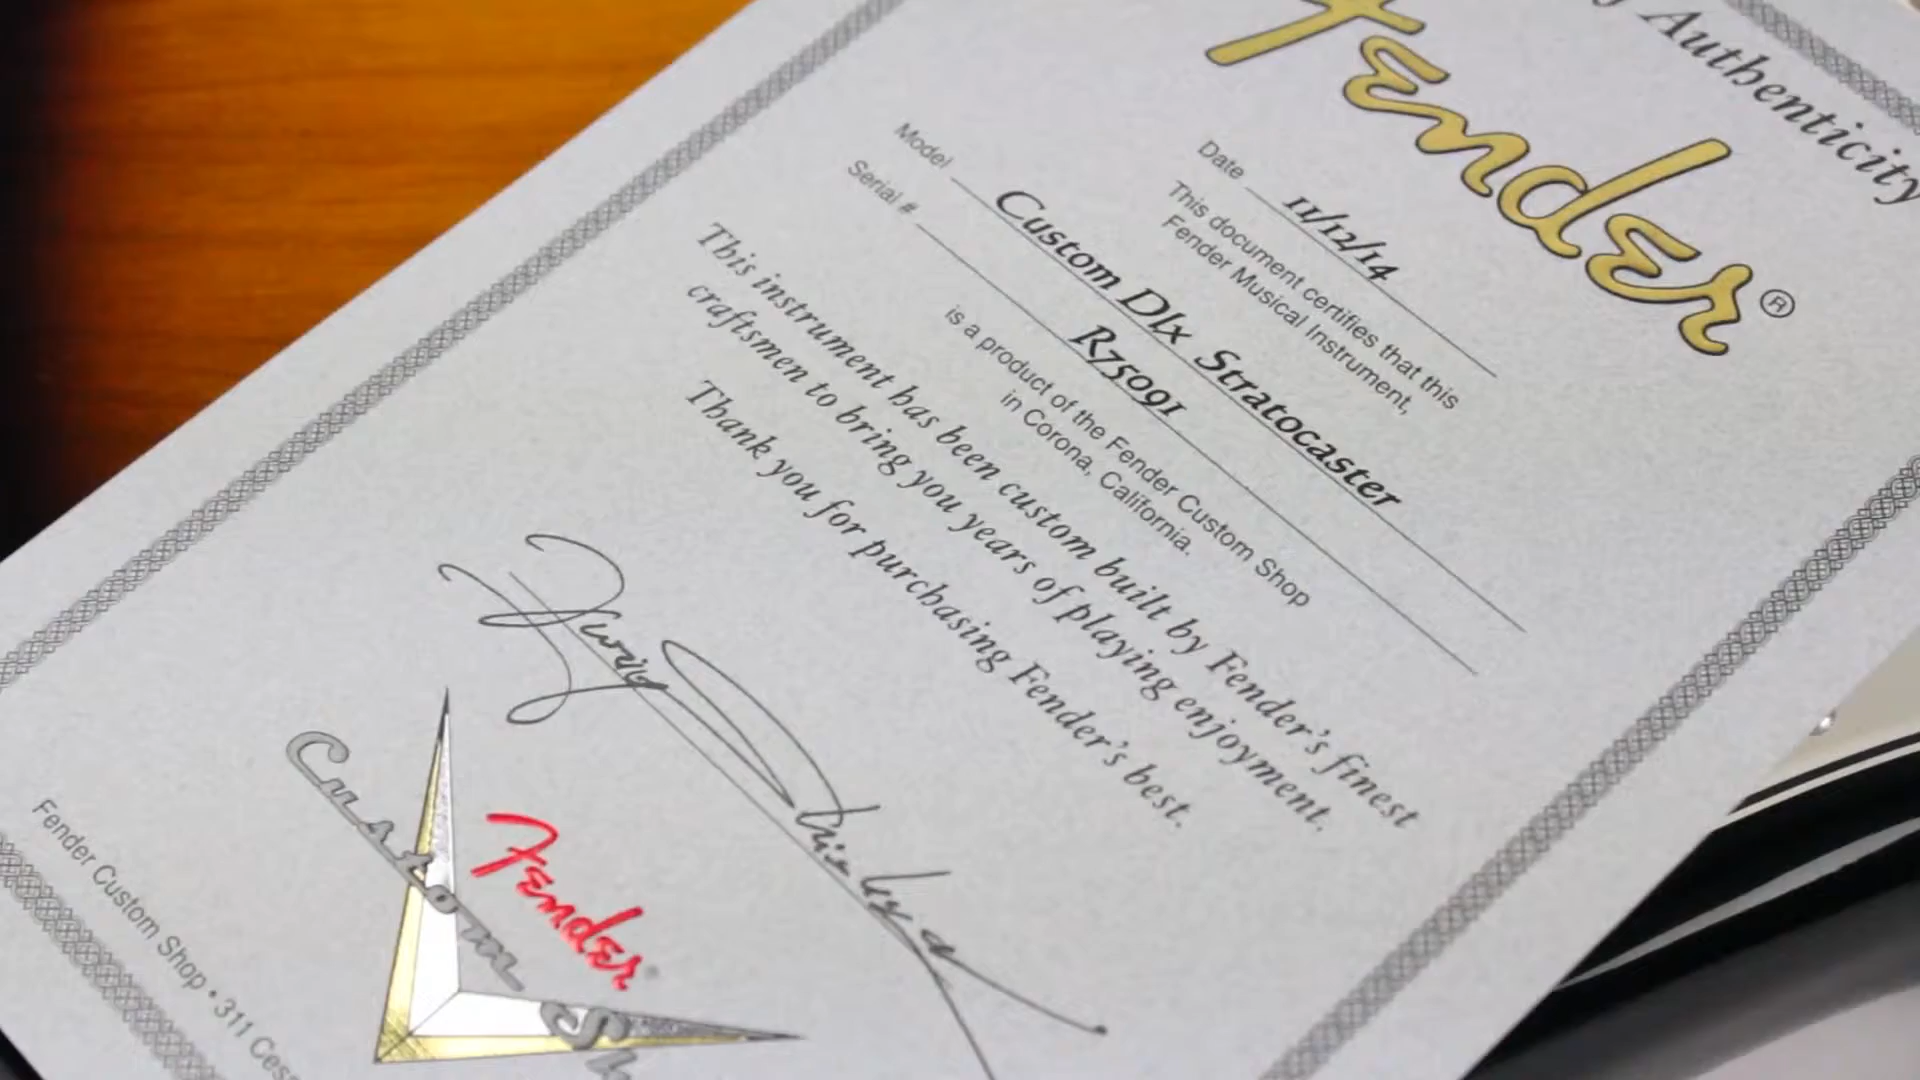 Authenticity
Fender®
Date 11/12/14
This document certifies that this
Fender Musical Instrument,
Model Custom Dlx Stratocaster
Serial # R75091
is a product of the Fender Custom Shop
in Corona, California.
This instrument has been custom built by Fender's finest
craftsmen to bring you years of playing enjoyment.
Thank you for purchasing Fender's best.
Fender
Custom
Fender Custom Shop • 311